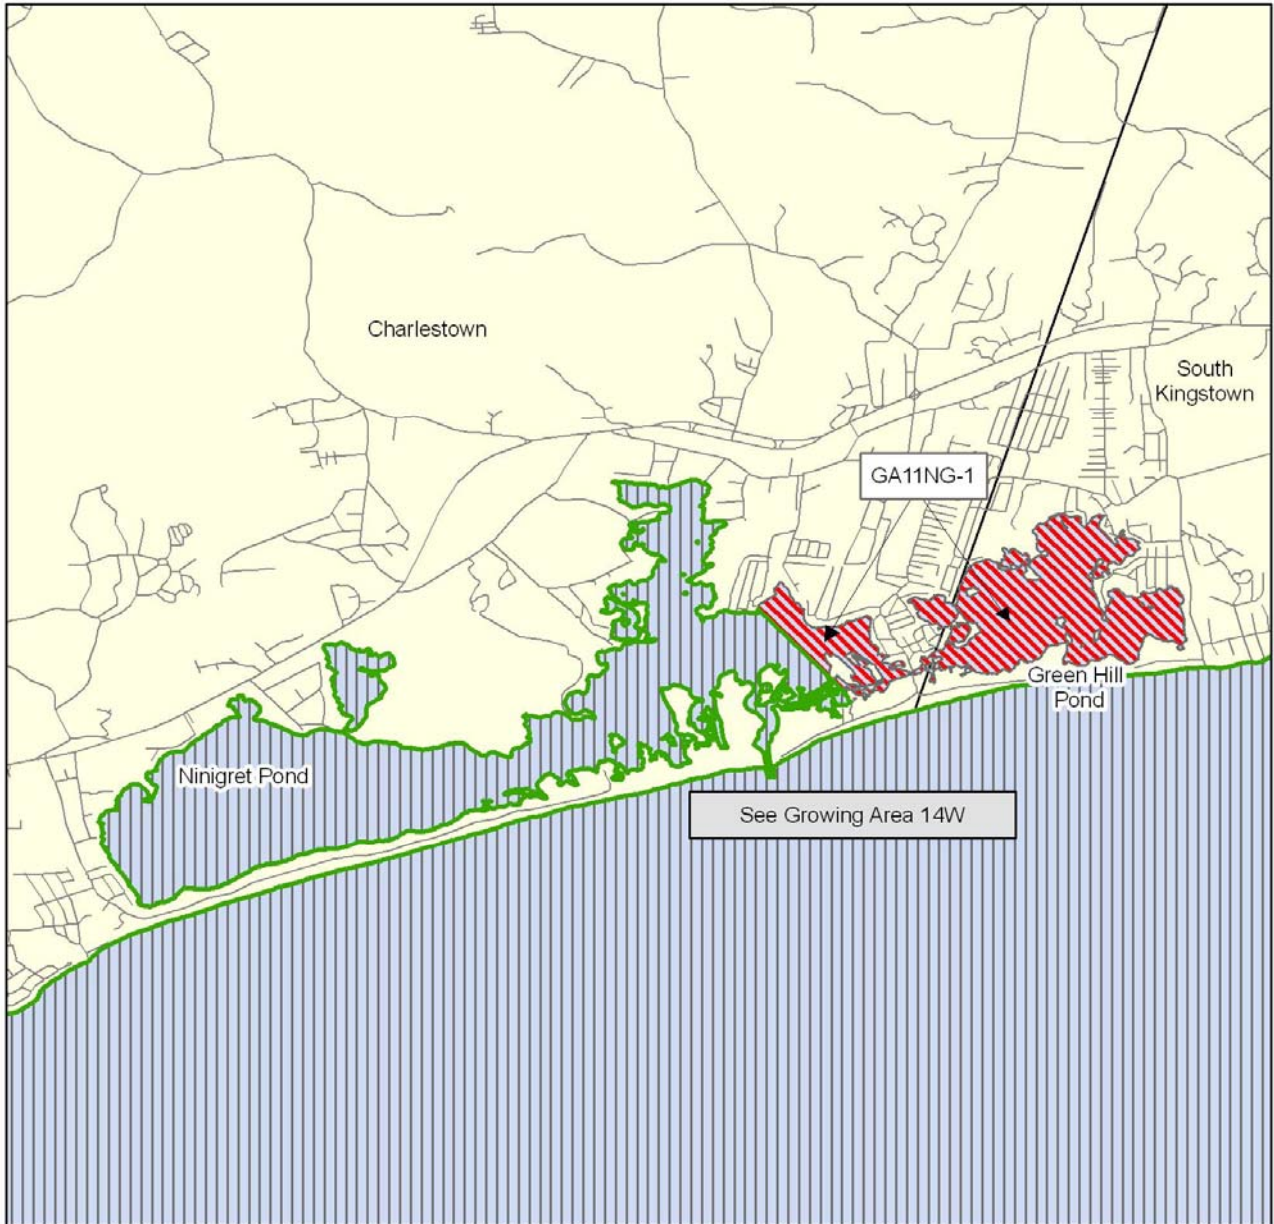 Charlestown
South
Kingstown
GA11NG-1
Green Hill
Pond
Ninigret Pond
See Growing Area 14W